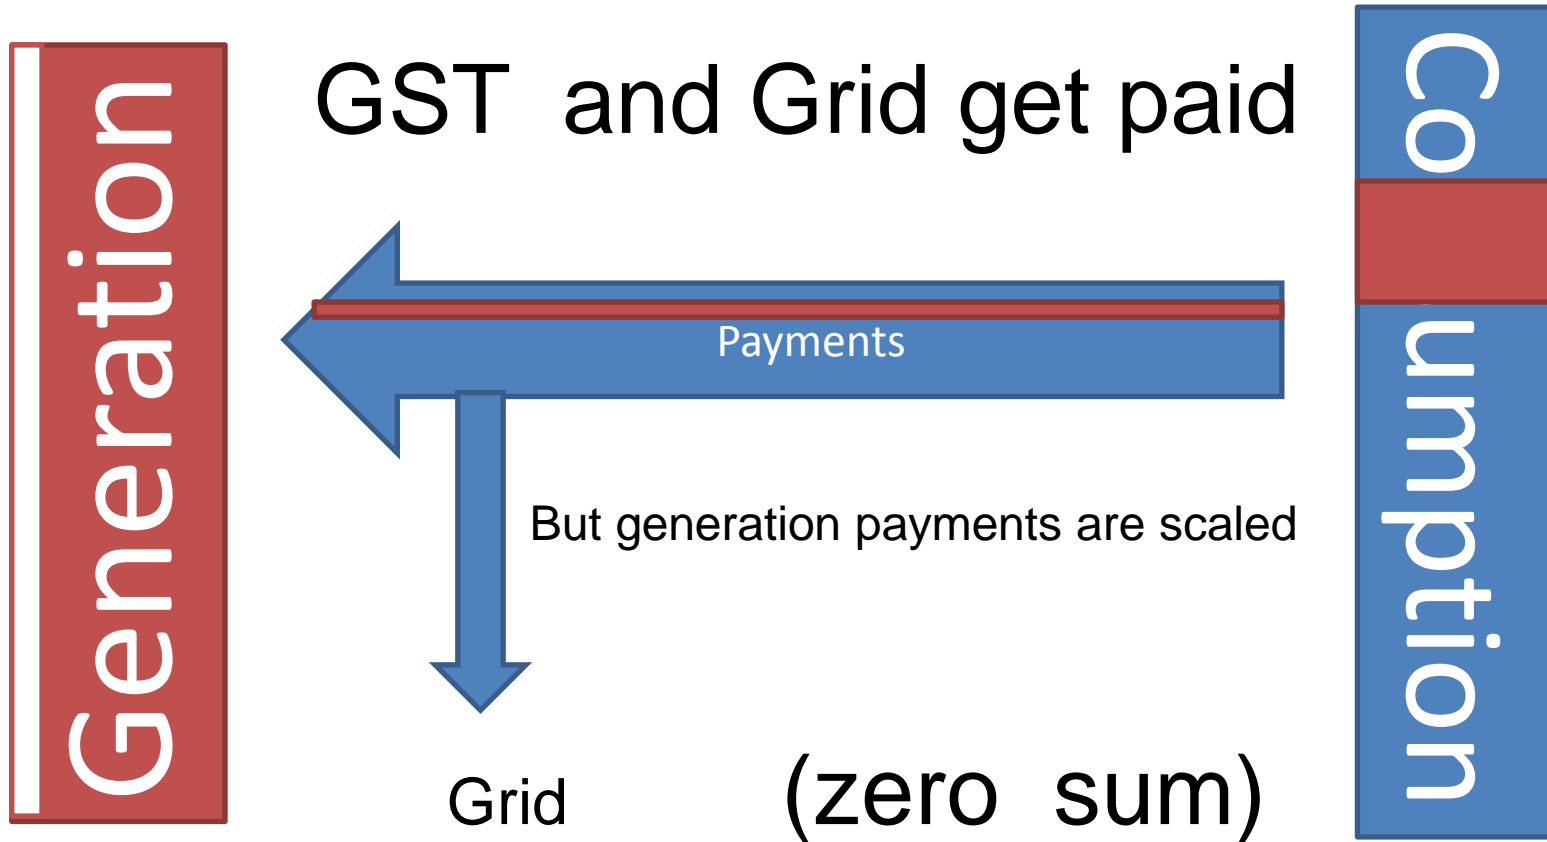 Generation
GST and Grid get paid
Payments
But generation payments are scaled
Grid
(zero sum)
Co umption